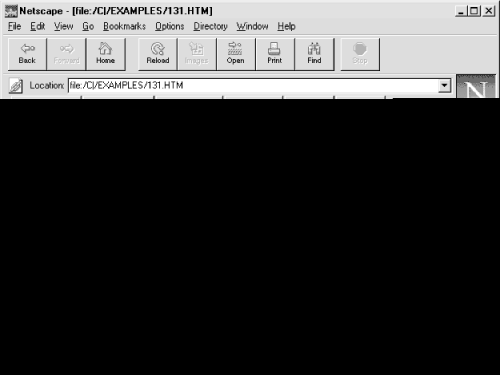 Netscape - [file:/C|/EXAMPLES/131.HTM]
File Edit View Go Bookmarks Options Directory Window Help
Back Forward Home Reload Images Open Print Find Stop
Location: file:/C|/EXAMPLES/131.HTM
N